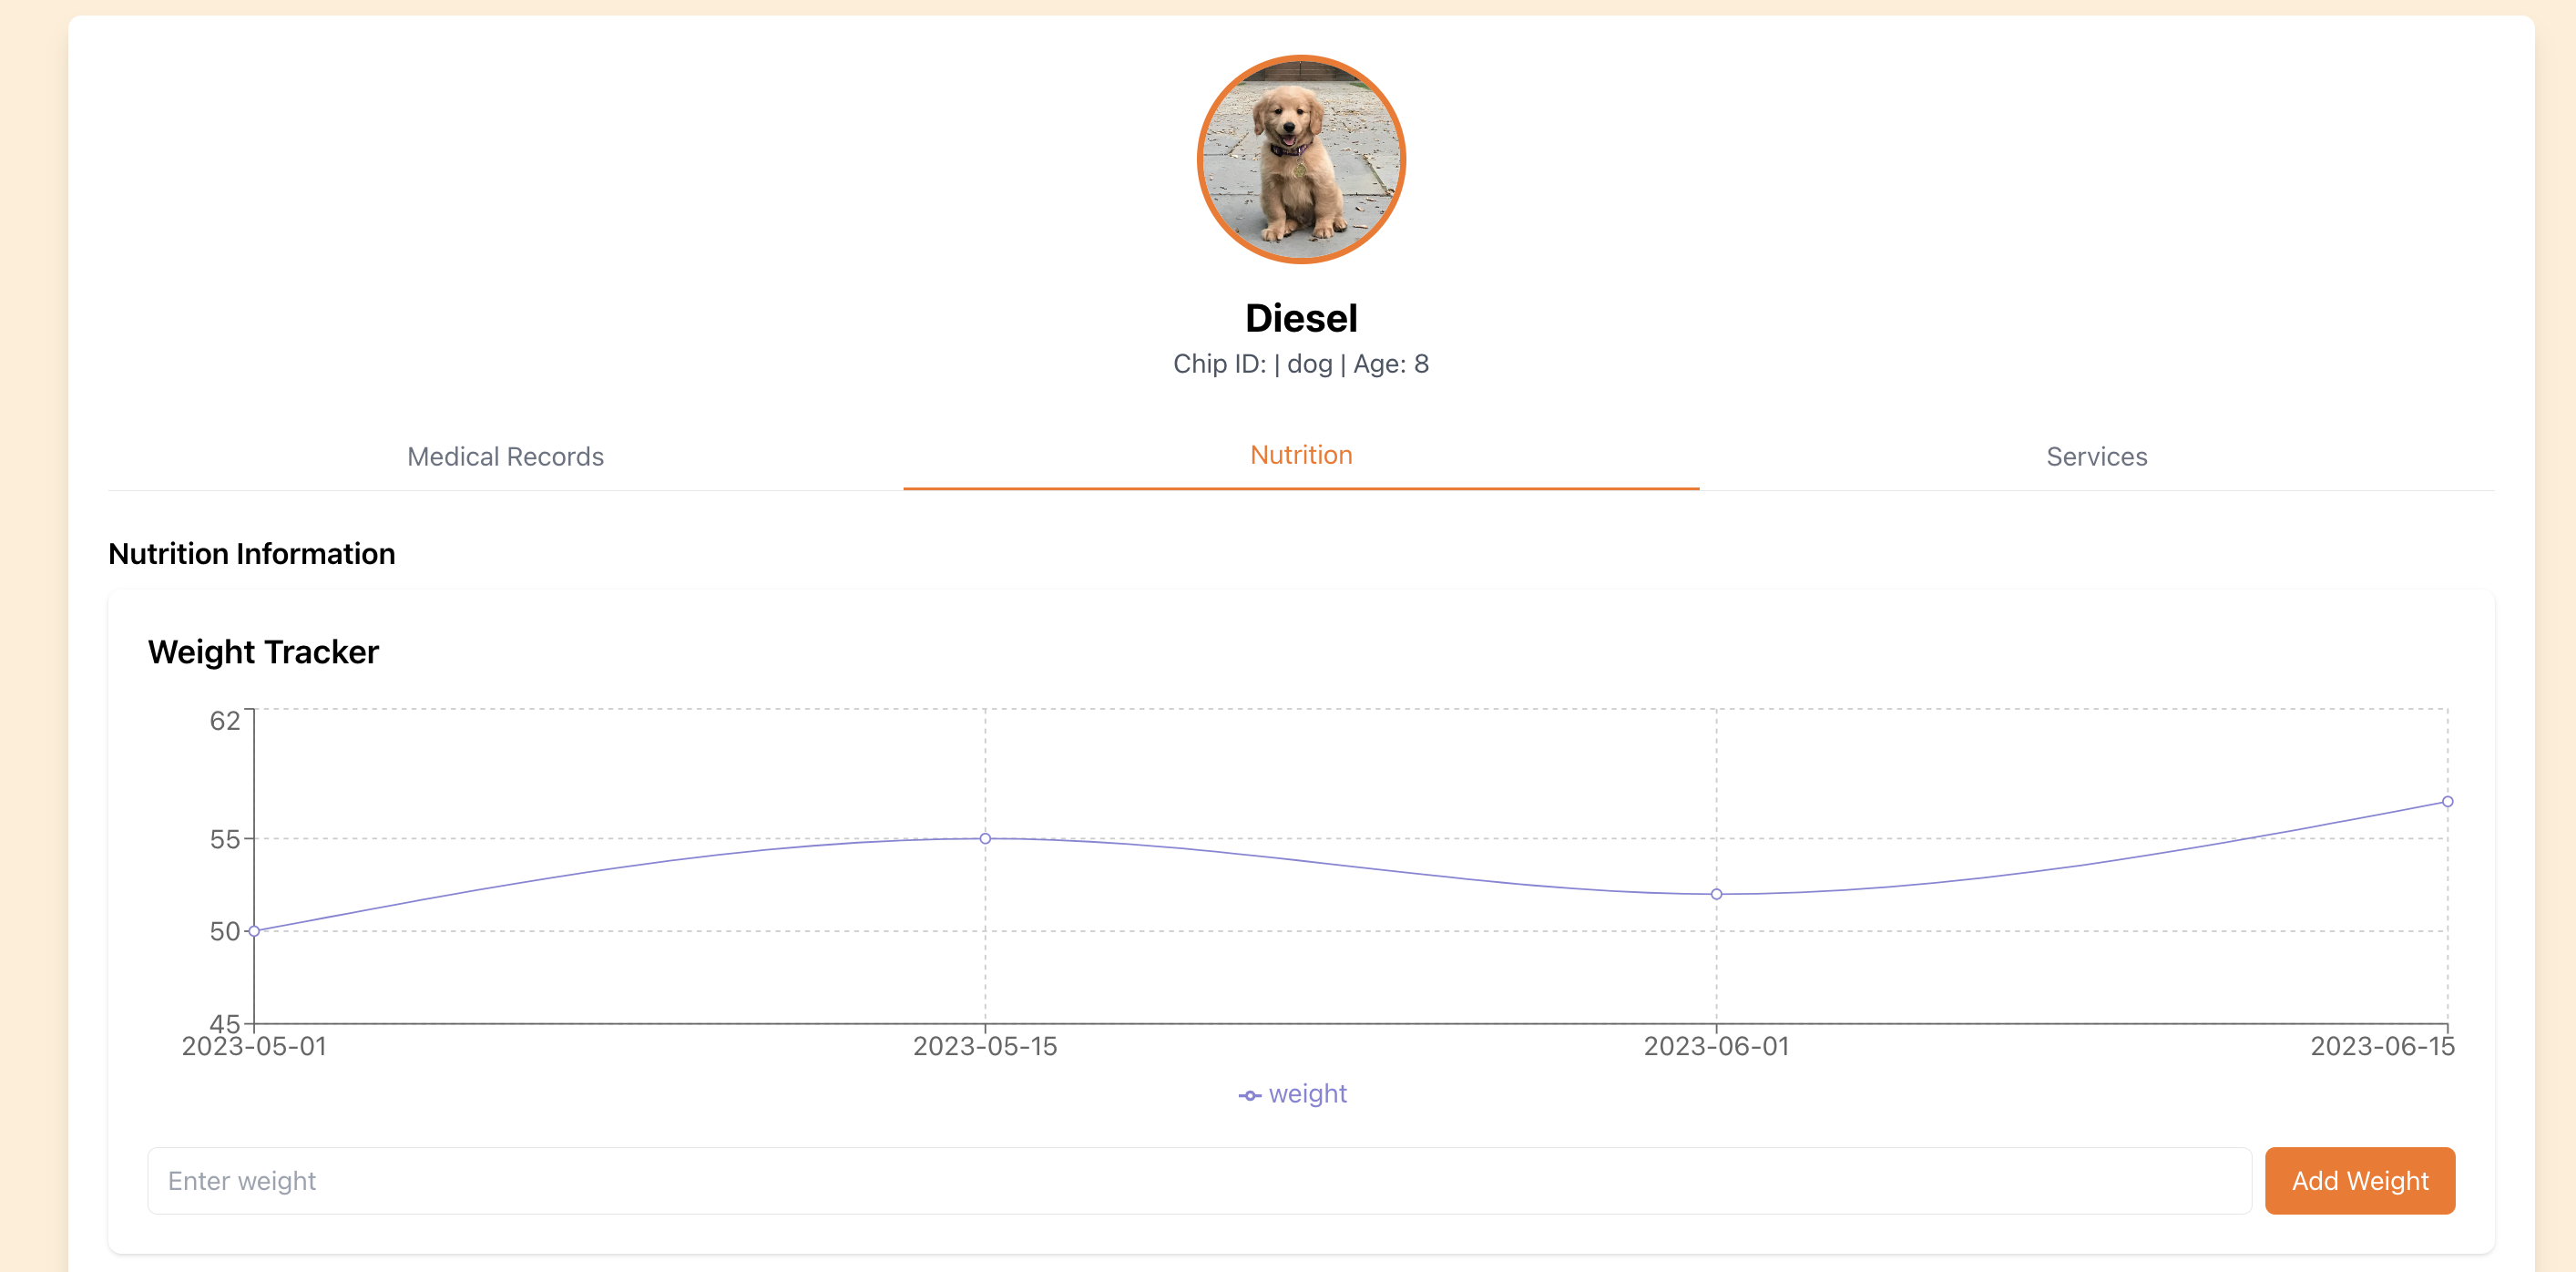 Diesel
Chip ID: | dog | Age: 8
Medical Records
Nutrition
Services
Nutrition Information
Weight Tracker
62
55
50
45
2023-05-01
2023-05-15
2023-06-01
2023-06-15
weight
Enter weight
Add Weight